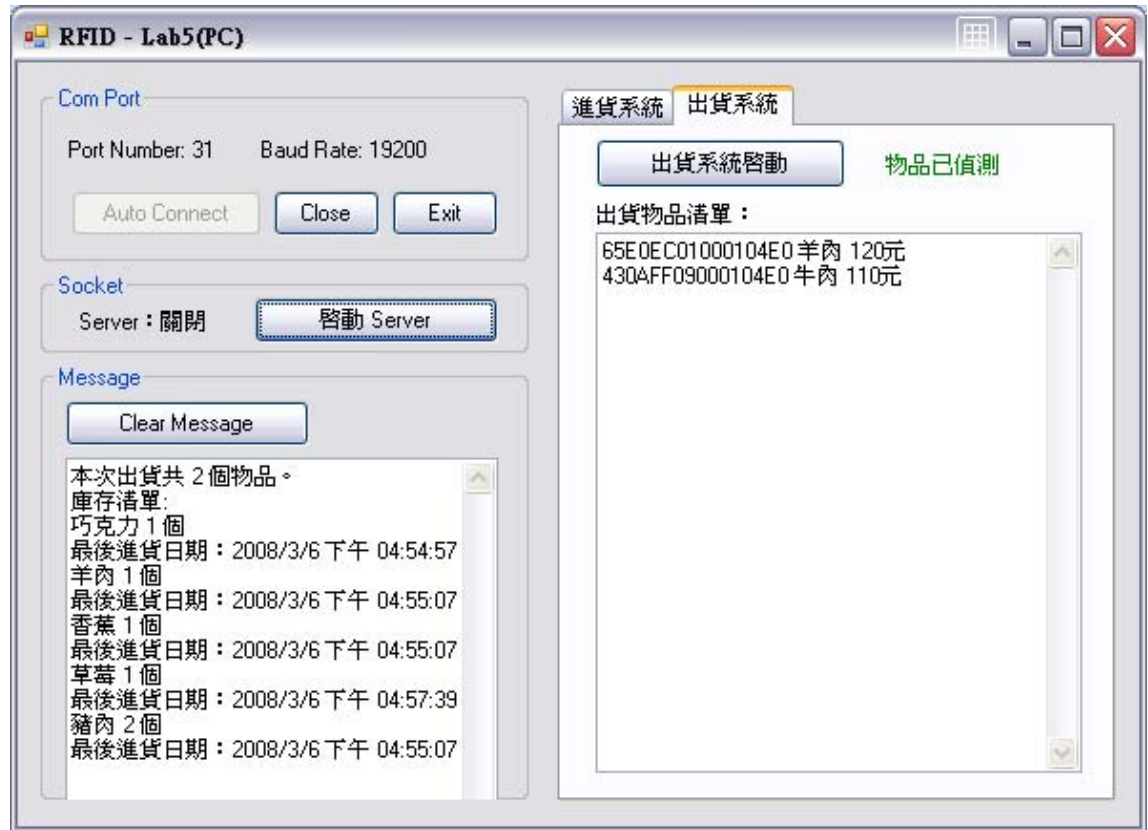 RFID - Lab5(PC)
Com Port
Port Number: 31 Baud Rate: 19200
Auto Connect Close Exit
Socket
Server：關閉 啓動 Server
Message
Clear Message
本次出貨共 2 個物品。
庫存清單:
巧克力 1 個
最後進貨日期：2008/3/6 下午 04:54:57
羊肉 1 個
最後進貨日期：2008/3/6 下午 04:55:07
香蕉 1 個
最後進貨日期：2008/3/6 下午 04:55:07
草莓 1 個
最後進貨日期：2008/3/6 下午 04:57:39
豬肉 2 個
最後進貨日期：2008/3/6 下午 04:55:07
進貨系統 出貨系統
出貨系統啓動 物品已偵測
出貨物品清單：
65E0EC01000104E0 羊肉 120元
430AFF09000104E0 牛肉 110元